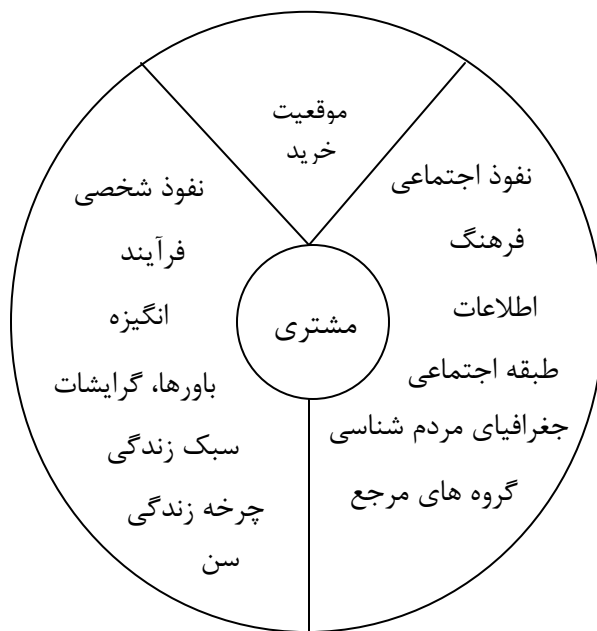 موقعیت
خرید
نفوذ اجتماعی
فرهنگ
اطلاعات
طبقه اجتماعی
جغرافیای مردم شناسی
گروه های مرجع
مشتری
نفوذ شخصی
فرآیند
انگیزه
باورها، گرایشات
سبک زندگی
چرخه زندگی
سن